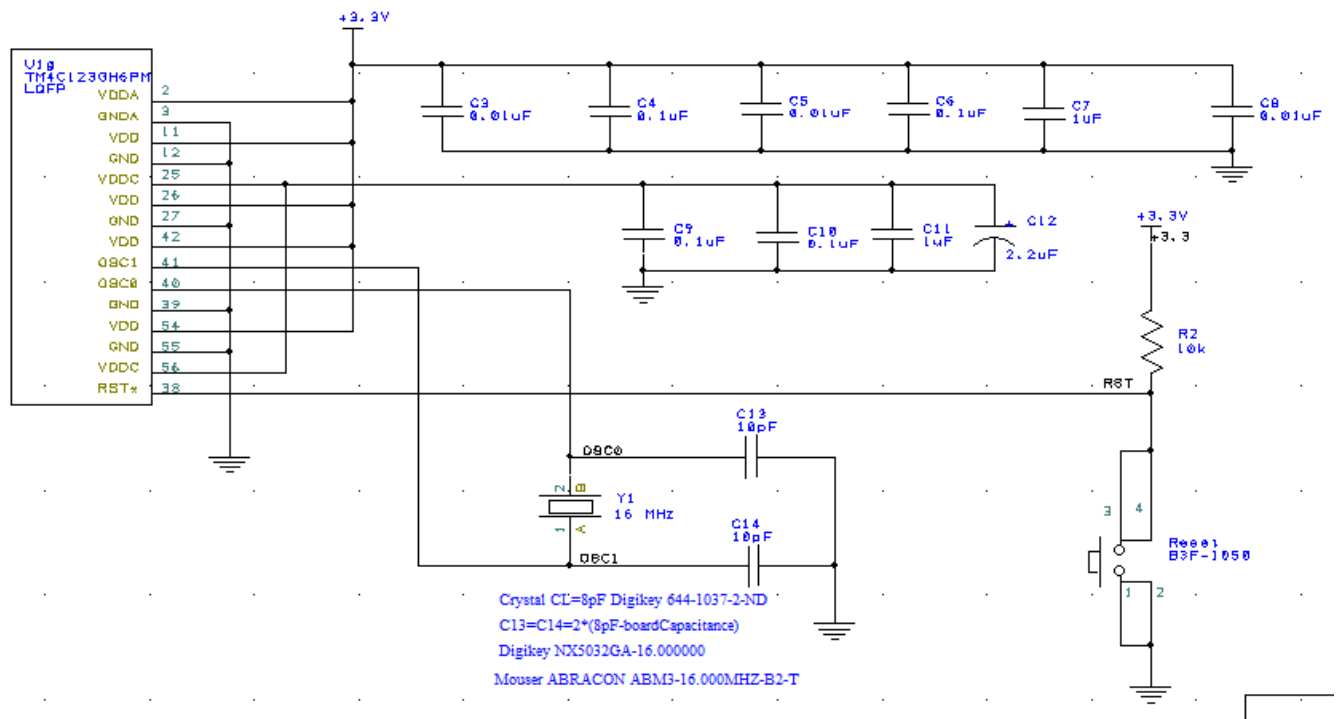 +3.3V
U1g
TM4C123GH6PM
LQFP
VDDA 2
GNDA 3
VDD 11
GND 12
VDDC 25
VDD 26
GND 27
VDD 42
OSC1 41
OSC0 40
GND 39
VDD 54
GND 55
VDDC 56
RST* 38
C3
0.01uF
C4
0.1uF
C5
0.01uF
C6
0.1uF
C7
1uF
C8
0.01uF
C9
0.1uF
C10
0.1uF
C11
1uF
+ C12
2.2uF
+3.3V
+3.3
R2
10k
RST
C13
10pF
OSC0
2 B
Y1
16 MHz
1 A
OSC1
C14
10pF
3 4
Reset
B3F-1050
1 2
Crystal CL=8pF Digikey 644-1037-2-ND
C13=C14=2*(8pF-boardCapacitance)
Digikey NX5032GA-16.000000
Mouser ABRACON ABM3-16.000MHZ-B2-T